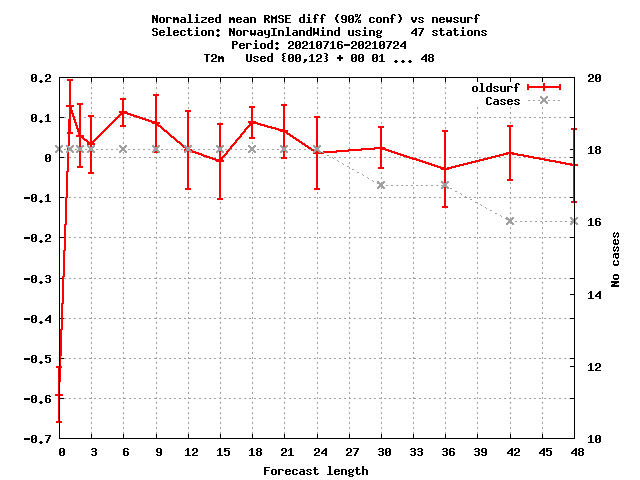 Normalized mean RMSE diff (90% conf) vs newsurf
Selection: NorwayInlandWind using    47 stations
Period: 20210716-20210724
T2m   Used {00,12} + 00 01 ... 48
oldsurf
Cases
0.2
0.1
0
-0.1
-0.2
-0.3
-0.4
-0.5
-0.6
-0.7
20
18
16
14
12
10
No cases
0 3 6 9 12 15 18 21 24 27 30 33 36 39 42 45 48
Forecast length